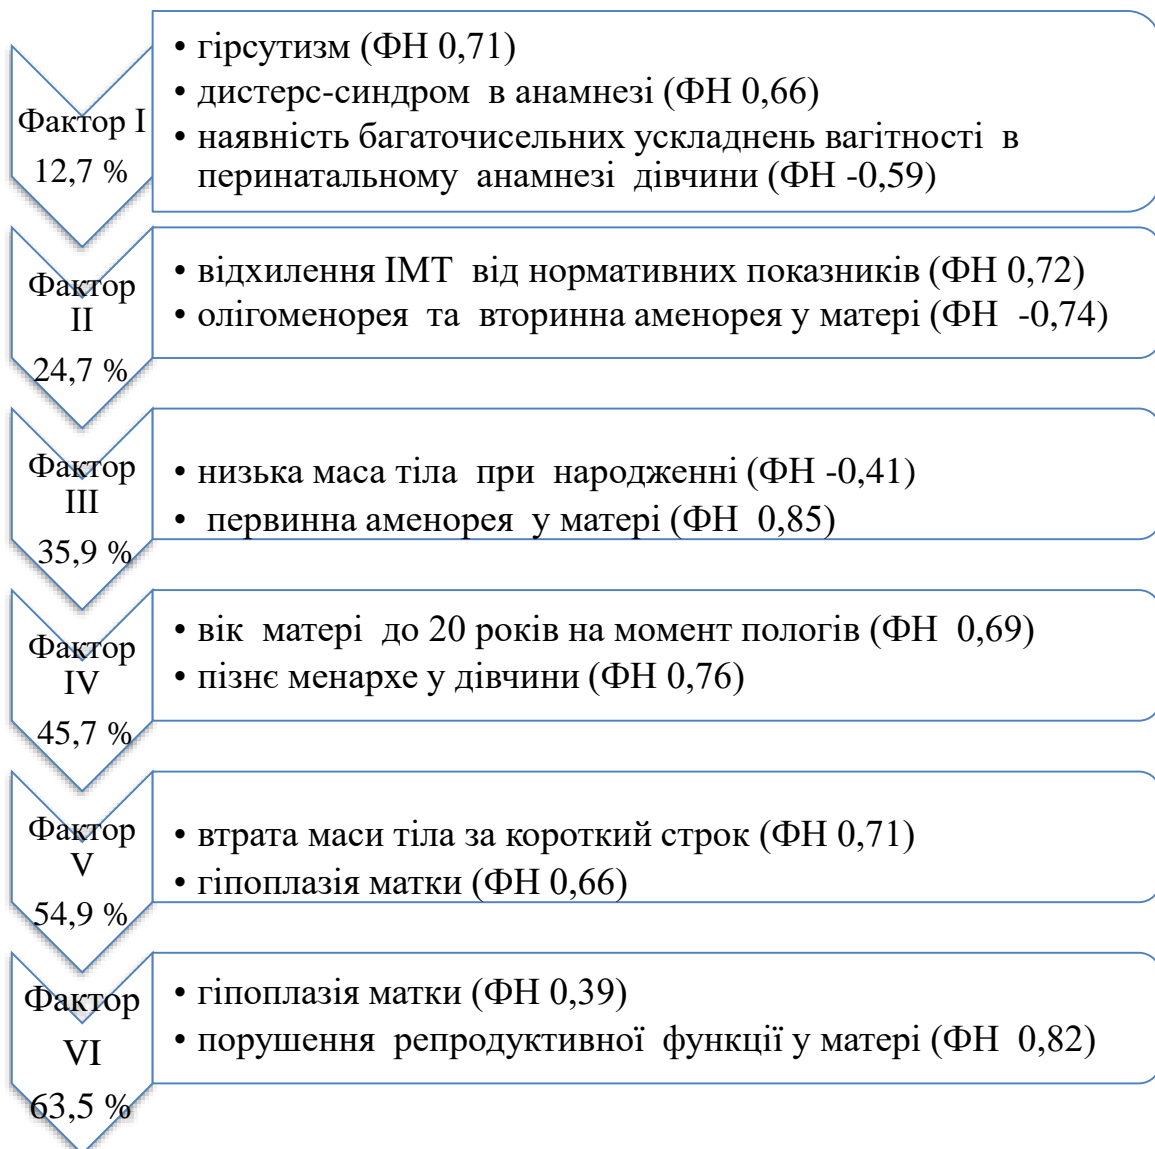 Фактор I
12,7 %
• гірсутизм (ФН 0,71)
• дистерс-синдром в анамнезі (ФН 0,66)
• наявність багаточисельних ускладнень вагітності в
перинатальному анамнезі дівчини (ФН -0,59)
Фактор
II
24,7 %
• відхилення ІМТ від нормативних показників (ФН 0,72)
• олігоменорея та вторинна аменорея у матері (ФН -0,74)
Фактор
III
35,9 %
• низька маса тіла при народженні (ФН -0,41)
• первинна аменорея у матері (ФН 0,85)
Фактор
IV
45,7 %
• вік матері до 20 років на момент пологів (ФН 0,69)
• пізнє менархе у дівчини (ФН 0,76)
Фактор
V
54,9 %
• втрата маси тіла за короткий строк (ФН 0,71)
• гіпоплазія матки (ФН 0,66)
Фактор
VI
63,5 %
• гіпоплазія матки (ФН 0,39)
• порушення репродуктивної функції у матері (ФН 0,82)